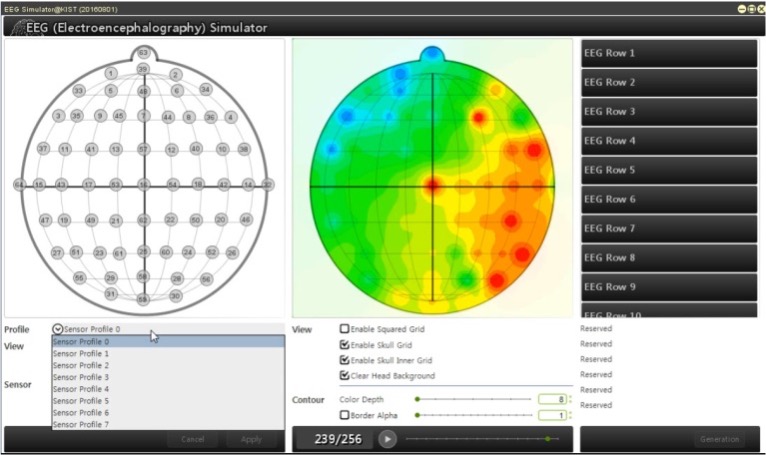 EEG Simulator@KIST (20160801)
EEG (Electroencephalography) Simulator
63
39
1 2
33 5 48 6 34
3 35 9 45 7 44 8 36 4
37 11 41 13 57 12 40 10 38
64 15 43 17 53 16 54 18 42 14 32
47 19 49 21 62 22 50 20 46
27 51 23 61 25 60 24 52 26
55 29 58 28 56
31 59 30
EEG Row 1
EEG Row 2
EEG Row 3
EEG Row 4
EEG Row 5
EEG Row 6
EEG Row 7
EEG Row 8
EEG Row 9
EEG Row 10
Profile
Sensor Profile 0
View
Sensor
Sensor Profile 0
Sensor Profile 1
Sensor Profile 2
Sensor Profile 3
Sensor Profile 4
Sensor Profile 5
Sensor Profile 6
Sensor Profile 7
Cancel
Apply
View
Enable Squared Grid
Enable Skull Grid
Enable Skull Inner Grid
Clear Head Background
Contour
Color Depth
8
Border Alpha
1
239/256
Reserved
Reserved
Reserved
Reserved
Reserved
Reserved
Generation